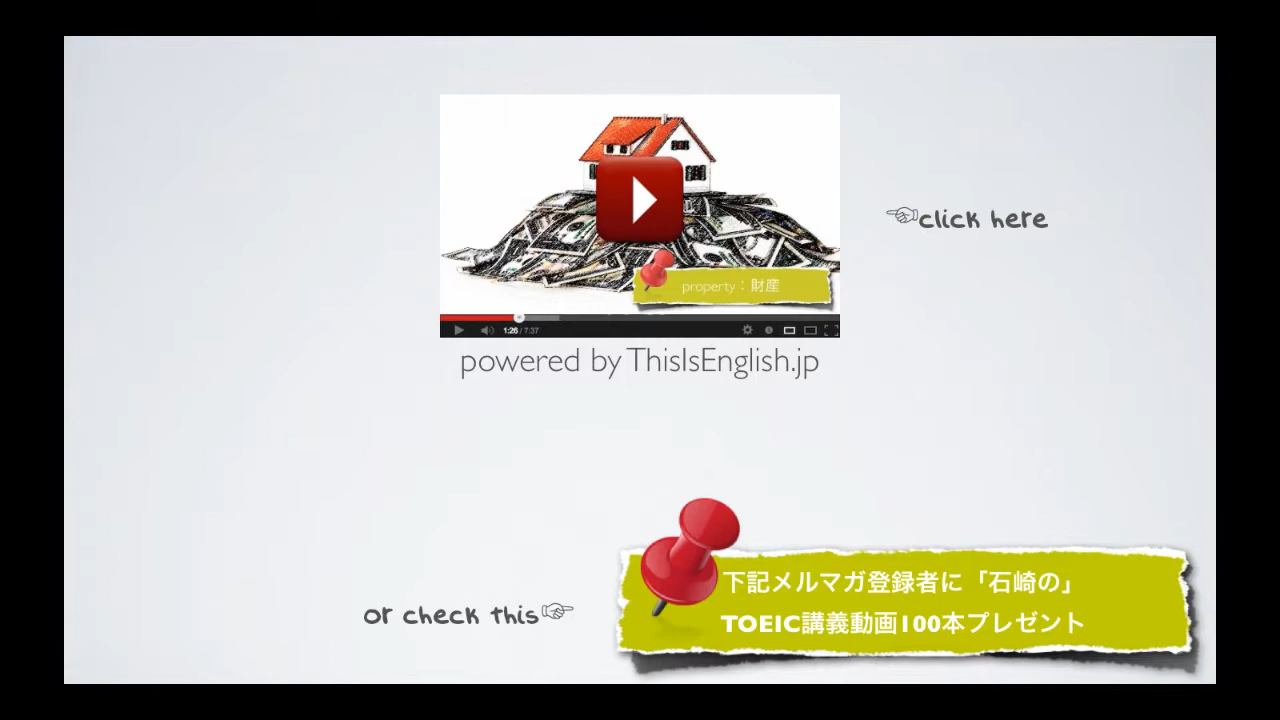 ☜click here
property：財産
1:26 / 7:37
powered by ThisIsEnglish.jp
下記メルマガ登録者に「石崎の」
or check this☞
TOEIC講義動画100本プレゼント